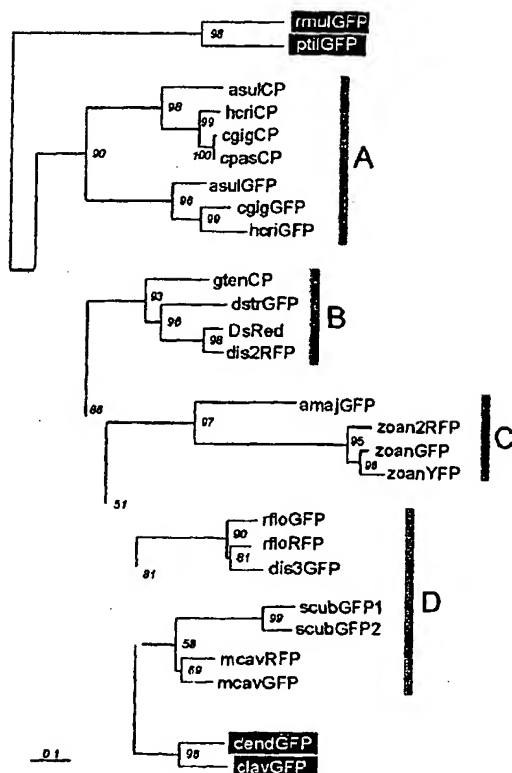 rmulGFP
98
ptilGFP
asulCP
98
hcriCP
99
cgigCP
100
cpasCP
90
A
asulGFP
96
cgigGFP
99
hcriGFP
gtenCP
93
dstrGFP
96
B
DsRed
98
dis2RFP
88
amajGFP
97
zoan2RFP
95
zoanGFP
C
98
zoanYFP
51
rfloGFP
90
rfloRFP
81
81
dis3GFP
D
scubGFP1
99
scubGFP2
58
mcavRFP
69
mcavGFP
dendGFP
0.1
98
clavGFP